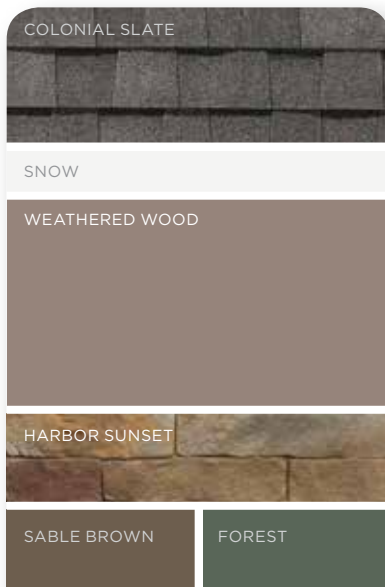 COLONIAL SLATE
SNOW
WEATHERED WOOD
HARBOR SUNSET
SABLE BROWN
FOREST